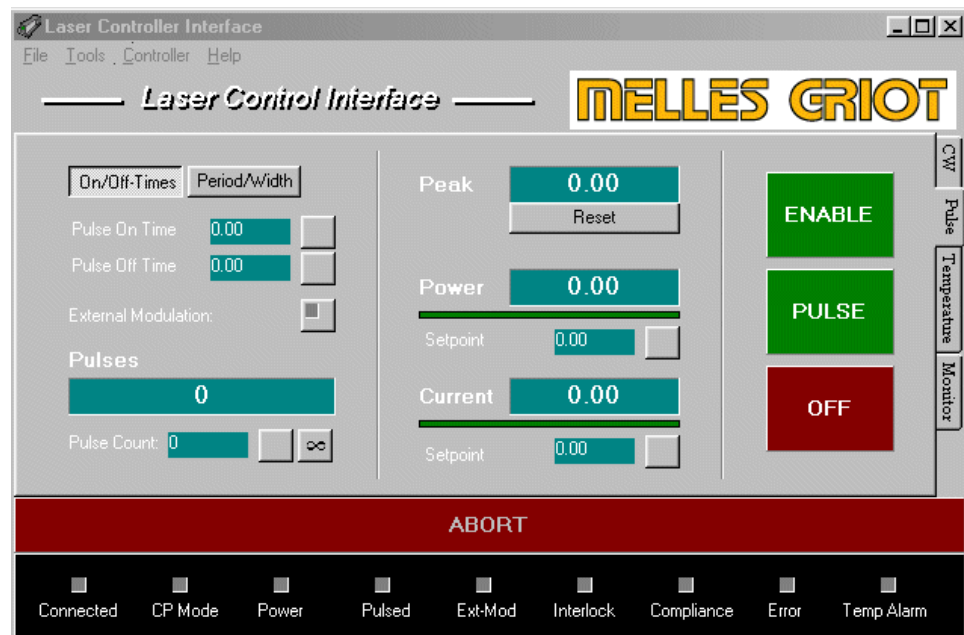 Laser Controller Interface
File Tools Controller Help
Laser Control Interface
MELLES GRIOT
On/Off-Times Period/Width
Pulse On Time 0.00
Pulse Off Time 0.00
External Modulation:
Pulses
0
Pulse Count: 0 ∞
Peak 0.00
Reset
Power 0.00
Setpoint 0.00
Current 0.00
Setpoint 0.00
ENABLE
PULSE
OFF
CW
Pulse
Temperature
Monitor
ABORT
Connected CP Mode Power Pulsed Ext-Mod Interlock Compliance Error Temp Alarm